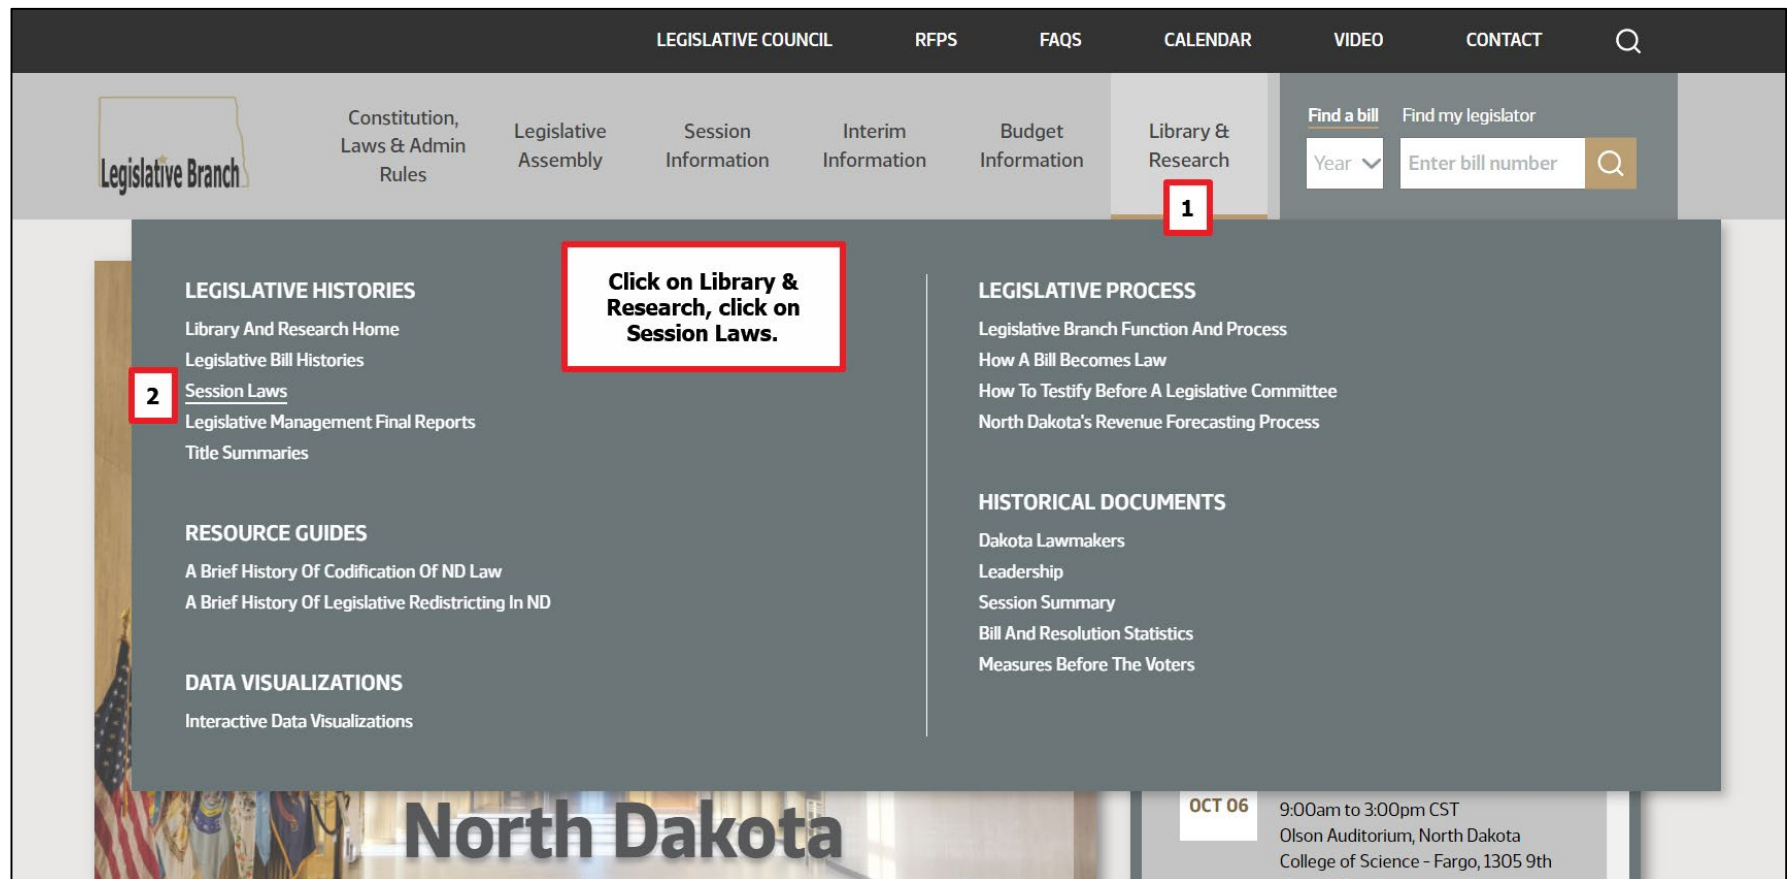 LEGISLATIVE COUNCIL RFPS FAQS CALENDAR VIDEO CONTACT
Legislative Branch
Constitution,
Laws & Admin
Rules
Legislative
Assembly
Session
Information
Interim
Information
Budget
Information
Library &
Research
1
Find a bill Find my legislator
Year Enter bill number
Click on Library &
Research, click on
Session Laws.
LEGISLATIVE HISTORIES
Library And Research Home
Legislative Bill Histories
2 Session Laws
Legislative Management Final Reports
Title Summaries
RESOURCE GUIDES
A Brief History Of Codification Of ND Law
A Brief History Of Legislative Redistricting In ND
DATA VISUALIZATIONS
Interactive Data Visualizations
LEGISLATIVE PROCESS
Legislative Branch Function And Process
How A Bill Becomes Law
How To Testify Before A Legislative Committee
North Dakota's Revenue Forecasting Process
HISTORICAL DOCUMENTS
Dakota Lawmakers
Leadership
Session Summary
Bill And Resolution Statistics
Measures Before The Voters
North Dakota
OCT 06
9:00am to 3:00pm CST
Olson Auditorium, North Dakota
College of Science - Fargo, 1305 9th